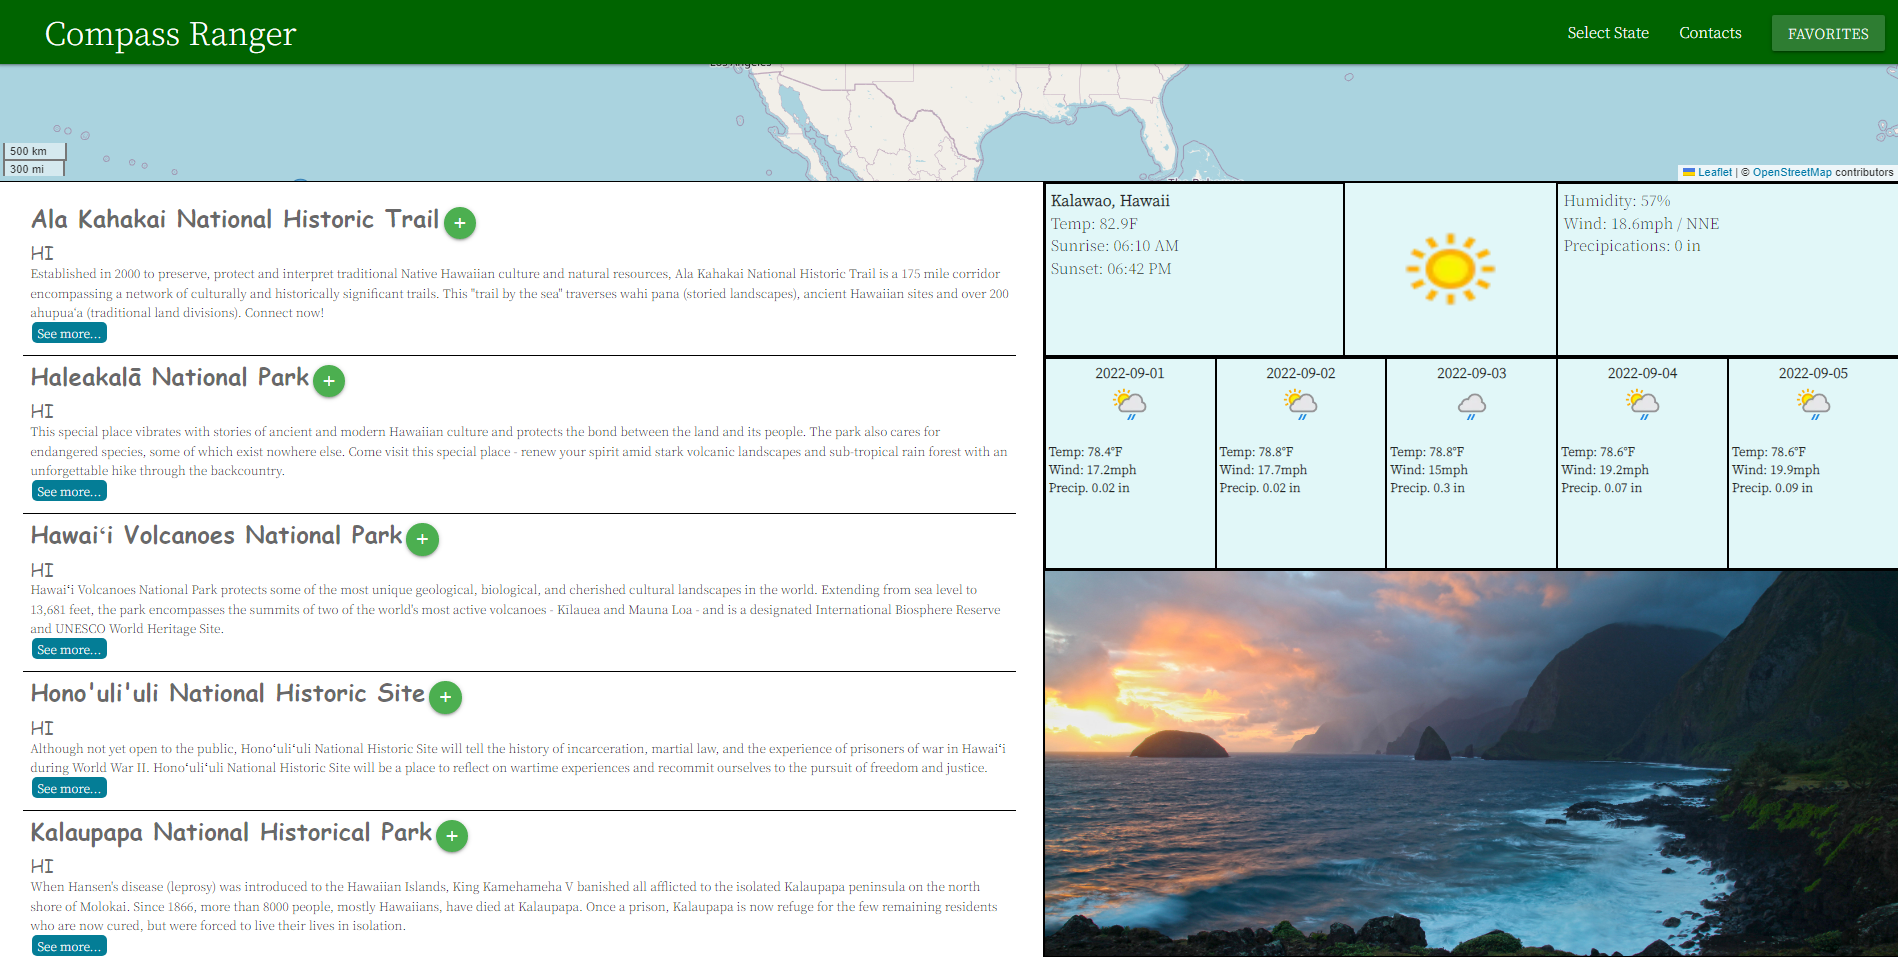 Compass Ranger
Select State
Contacts
FAVORITES
Los Angeles
500 km
300 mi
Leaflet | © OpenStreetMap contributors
Ala Kahakai National Historic Trail +
HI
Established in 2000 to preserve, protect and interpret traditional Native Hawaiian culture and natural resources, Ala Kahakai National Historic Trail is a 175 mile corridor
encompassing a network of culturally and historically significant trails. This "trail by the sea" traverses wahi pana (storied landscapes), ancient Hawaiian sites and over 200
ahupua'a (traditional land divisions). Connect now!
See more...
Haleakalā National Park +
HI
This special place vibrates with stories of ancient and modern Hawaiian culture and protects the bond between the land and its people. The park also cares for
endangered species, some of which exist nowhere else. Come visit this special place - renew your spirit amid stark volcanic landscapes and sub-tropical rain forest with an
unforgettable hike through the backcountry.
See more...
Hawaiʻi Volcanoes National Park +
HI
Hawaiʻi Volcanoes National Park protects some of the most unique geological, biological, and cherished cultural landscapes in the world. Extending from sea level to
13,681 feet, the park encompasses the summits of two of the world's most active volcanoes - Kilauea and Mauna Loa - and is a designated International Biosphere Reserve
and UNESCO World Heritage Site.
See more...
Hono'uli'uli National Historic Site +
HI
Although not yet open to the public, Honoʻuliʻuli National Historic Site will tell the history of incarceration, martial law, and the experience of prisoners of war in Hawaiʻi
during World War II. Honoʻuliʻuli National Historic Site will be a place to reflect on wartime experiences and recommit ourselves to the pursuit of freedom and justice.
See more...
Kalaupapa National Historical Park +
HI
When Hansen's disease (leprosy) was introduced to the Hawaiian Islands, King Kamehameha V banished all afflicted to the isolated Kalaupapa peninsula on the north
shore of Molokai. Since 1866, more than 8000 people, mostly Hawaiians, have died at Kalaupapa. Once a prison, Kalaupapa is now refuge for the few remaining residents
who are now cured, but were forced to live their lives in isolation.
See more...
Kalawao, Hawaii
Temp: 82.9F
Sunrise: 06:10 AM
Sunset: 06:42 PM
Humidity: 57%
Wind: 18.6mph / NNE
Precipications: 0 in
2022-09-01
Temp: 78.4°F
Wind: 17.2mph
Precip. 0.02 in
2022-09-02
Temp: 78.8°F
Wind: 17.7mph
Precip. 0.02 in
2022-09-03
Temp: 78.8°F
Wind: 15mph
Precip. 0.3 in
2022-09-04
Temp: 78.6°F
Wind: 19.2mph
Precip. 0.07 in
2022-09-05
Temp: 78.6°F
Wind: 19.9mph
Precip. 0.09 in